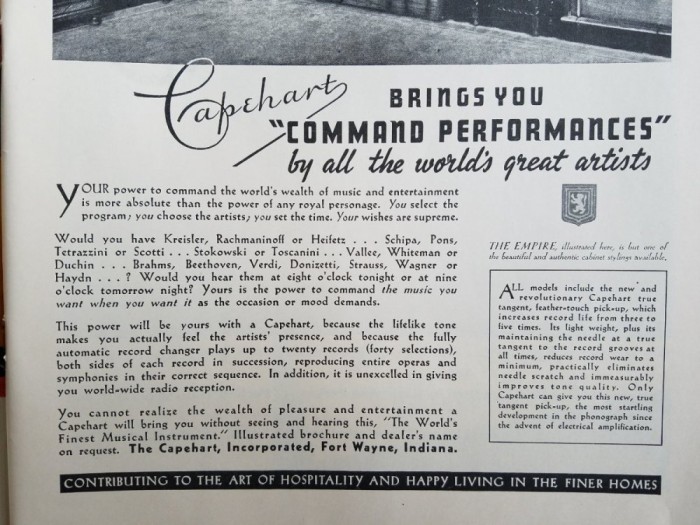 Capehart BRINGS YOU
"COMMAND PERFORMANCES"
by all the world's great artists
YOUR power to command the world's wealth of music and entertainment
is more absolute than the power of any royal personage. You select the
program; you choose the artists; you set the time. Your wishes are supreme.
Would you have Kreisler, Rachmaninoff or Heifetz . . . Schipa, Pons,
Tetrazzini or Scotti . . . Stokowski or Toscanini . . . Vallee, Whiteman or
Duchin . . . Brahms, Beethoven, Verdi, Donizetti, Strauss, Wagner or
Haydn . . . ? Would you hear them at eight o'clock tonight or at nine
o'clock tomorrow night? Yours is the power to command the music you
want when you want it as the occasion or mood demands.
This power will be yours with a Capehart, because the lifelike tone
makes you actually feel the artists' presence, and because the fully
automatic record changer plays up to twenty records (forty selections),
both sides of each record in succession, reproducing entire operas and
symphonies in their correct sequence. In addition, it is unexcelled in giving
you world-wide radio reception.
You cannot realize the wealth of pleasure and entertainment a
Capehart will bring you without seeing and hearing this, "The World's
Finest Musical Instrument." Illustrated brochure and dealer's name
on request. The Capehart, Incorporated, Fort Wayne, Indiana.
THE EMPIRE, illustrated here, is but one of
the beautiful and authentic cabinet stylings available.
ALL models include the new and
revolutionary Capehart true
tangent, feather-touch pick-up, which
increases record life from three to
five times. Its light weight, plus its
maintaining the needle at a true
tangent to the record grooves at
all times, reduces record wear to a
minimum, practically eliminates
needle scratch and immeasurably
improves tone quality. Only
Capehart can give you this new, true
tangent pick-up, the most startling
development in the phonograph since
the advent of electrical amplification.
CONTRIBUTING TO THE ART OF HOSPITALITY AND HAPPY LIVING IN THE FINER HOMES